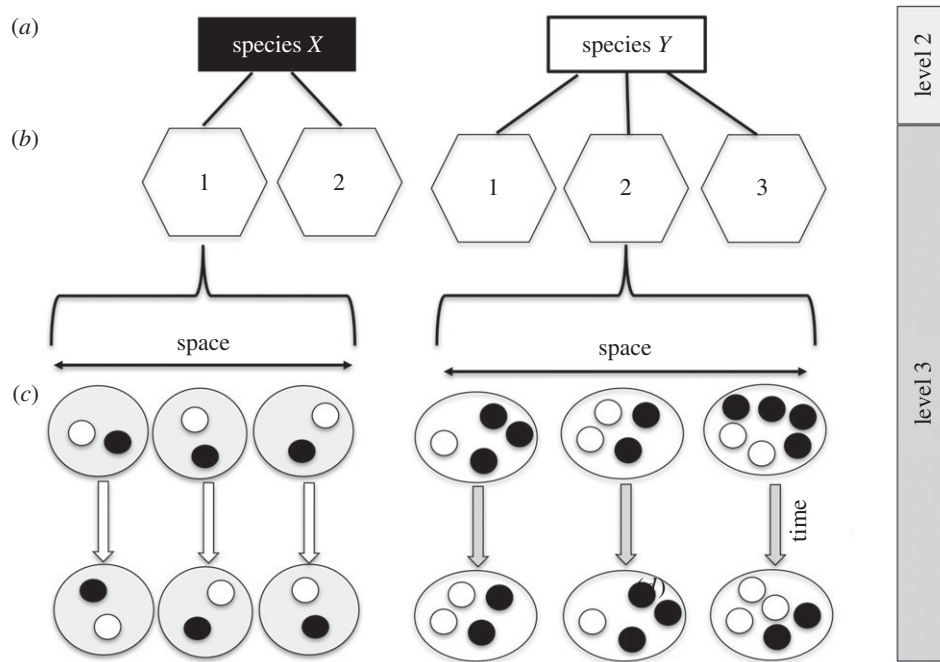 (a)
species X
species Y
level 2
(b)
1
2
1
2
3
space
space
level 3
(c)
time
(d)